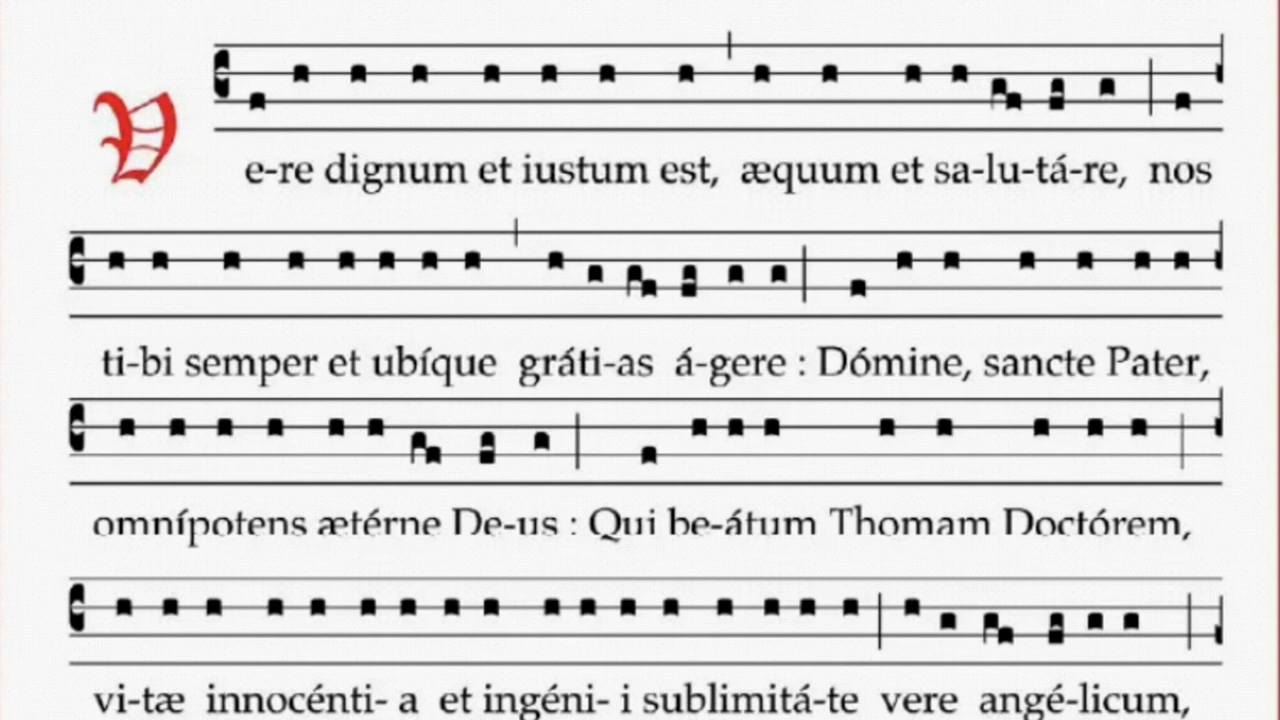 Ve-re dignum et iustum est, æquum et sa-lu-tá-re, nos
ti-bi semper et ubíque gráti-as á-gere : Dómine, sancte Pater,
omnípotens ætérne De-us : Qui be-átum Thomam Doctórem,
vi-tæ innocénti- a et ingéni- i sublimitá-te vere angé-licum,